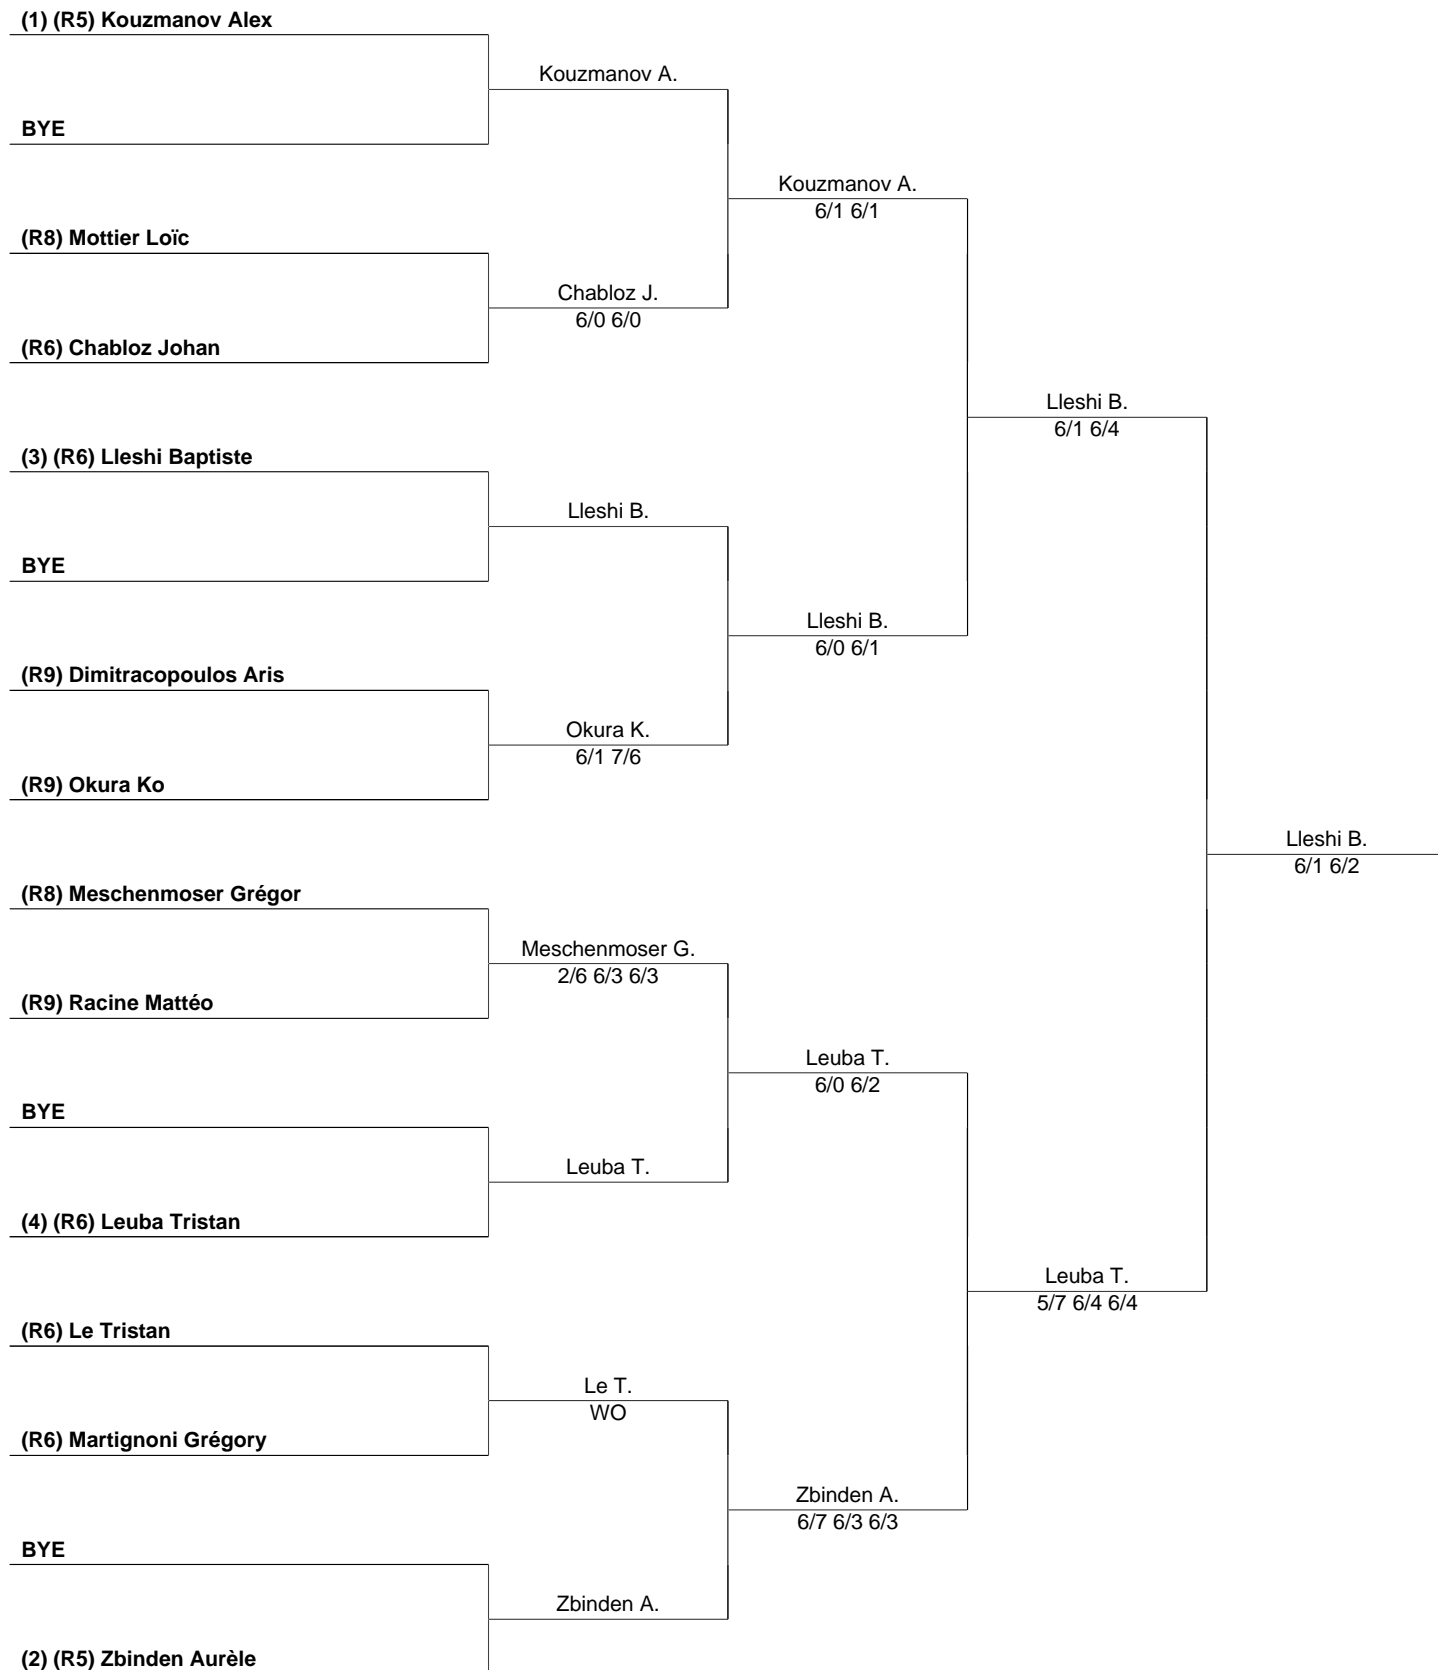 (1) (R5) Kouzmanov Alex
Kouzmanov A.
BYE
Kouzmanov A.
6/1 6/1
(R8) Mottier Loïc
Chabloz J.
6/0 6/0
(R6) Chabloz Johan
Lleshi B.
6/1 6/4
(3) (R6) Lleshi Baptiste
Lleshi B.
BYE
Lleshi B.
6/0 6/1
(R9) Dimitracopoulos Aris
Okura K.
6/1 7/6
(R9) Okura Ko
Lleshi B.
6/1 6/2
(R8) Meschenmoser Grégor
Meschenmoser G.
2/6 6/3 6/3
(R9) Racine Mattéo
Leuba T.
6/0 6/2
BYE
Leuba T.
(4) (R6) Leuba Tristan
Leuba T.
5/7 6/4 6/4
(R6) Le Tristan
Le T.
WO
(R6) Martignoni Grégory
Zbinden A.
6/7 6/3 6/3
BYE
Zbinden A.
(2) (R5) Zbinden Aurèle